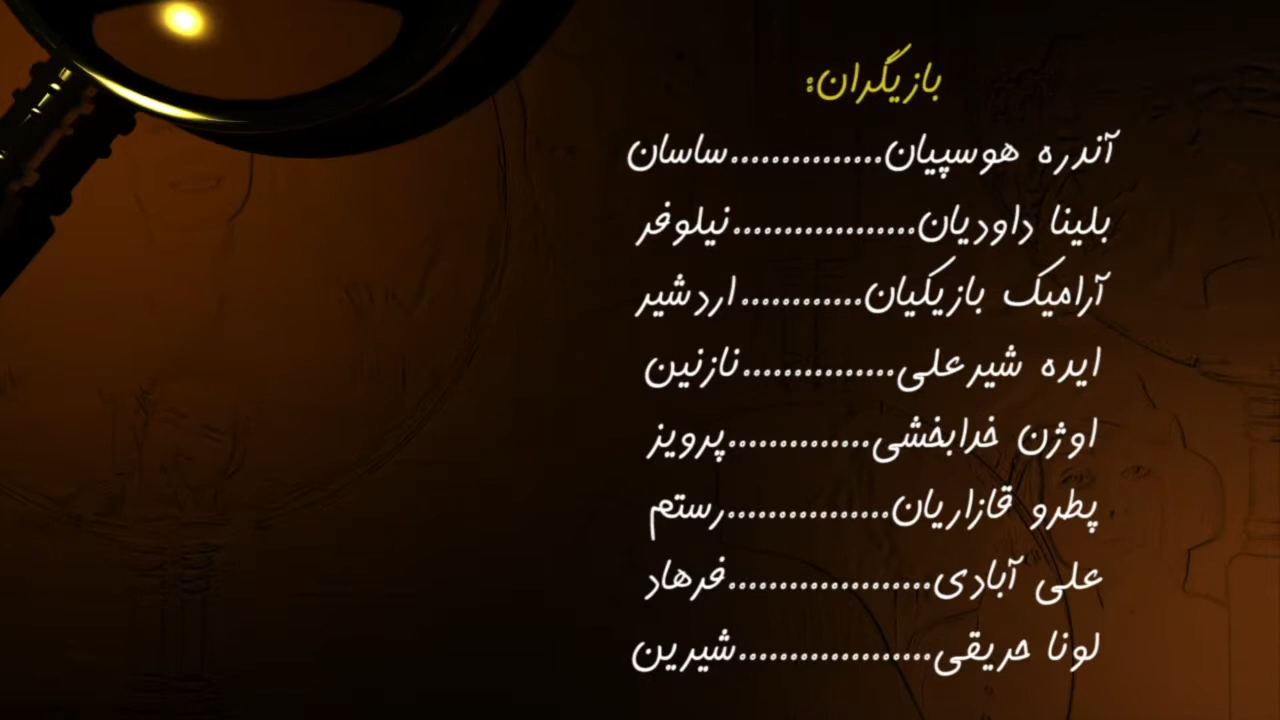 بازیگران:
آندره هوسپیان...............ساسان
بلینا داودیان..................نیلوفر
آرامیک بازیکیان............اردشیر
ایده شیرعلی...............نازنین
اوژن خدابخشی..............پرویز
پطرو قازاریان................رستم
علی آبادی....................فرهاد
لونا حریقی...................شیرین